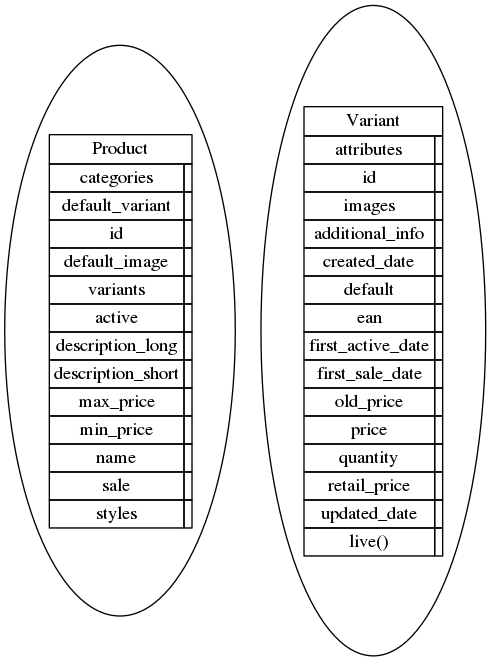 Product
categories
default_variant
id
default_image
variants
active
description_long
description_short
max_price
min_price
name
sale
styles
Variant
attributes
id
images
additional_info
created_date
default
ean
first_active_date
first_sale_date
old_price
price
quantity
retail_price
updated_date
live()